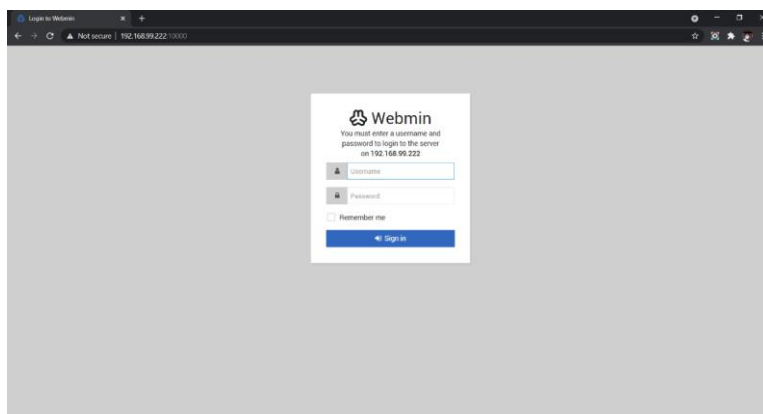 Login to Webmin
Not secure | 192.168.99.222:10000
Webmin
You must enter a username and
password to login to the server
on 192.168.99.222
Username
Password
Remember me
Sign in